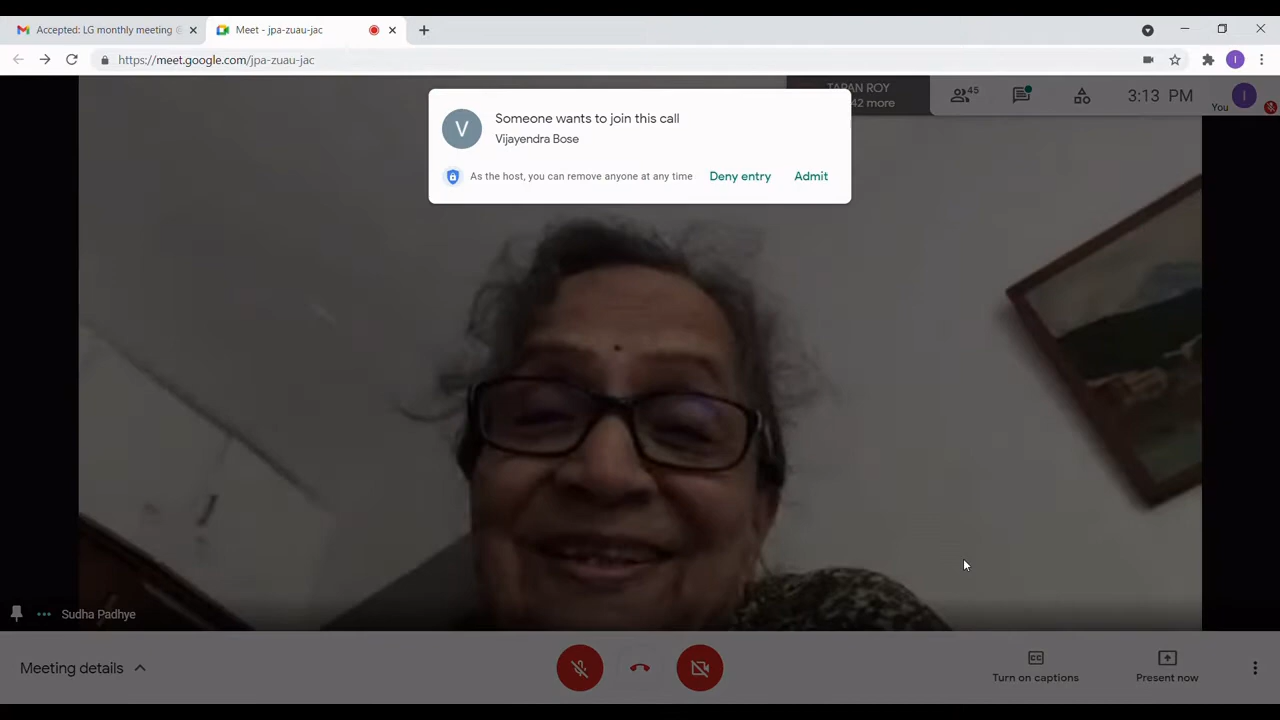 Accepted: LG monthly meeting @
Meet - jpa-zuau-jac
https://meet.google.com/jpa-zuau-jac
I
TAPAN ROY
42 more
45
3:13 PM
You
I
V
Someone wants to join this call
Vijayendra Bose
As the host, you can remove anyone at any time
Deny entry
Admit
Sudha Padhye
Meeting details
CC
Turn on captions
Present now